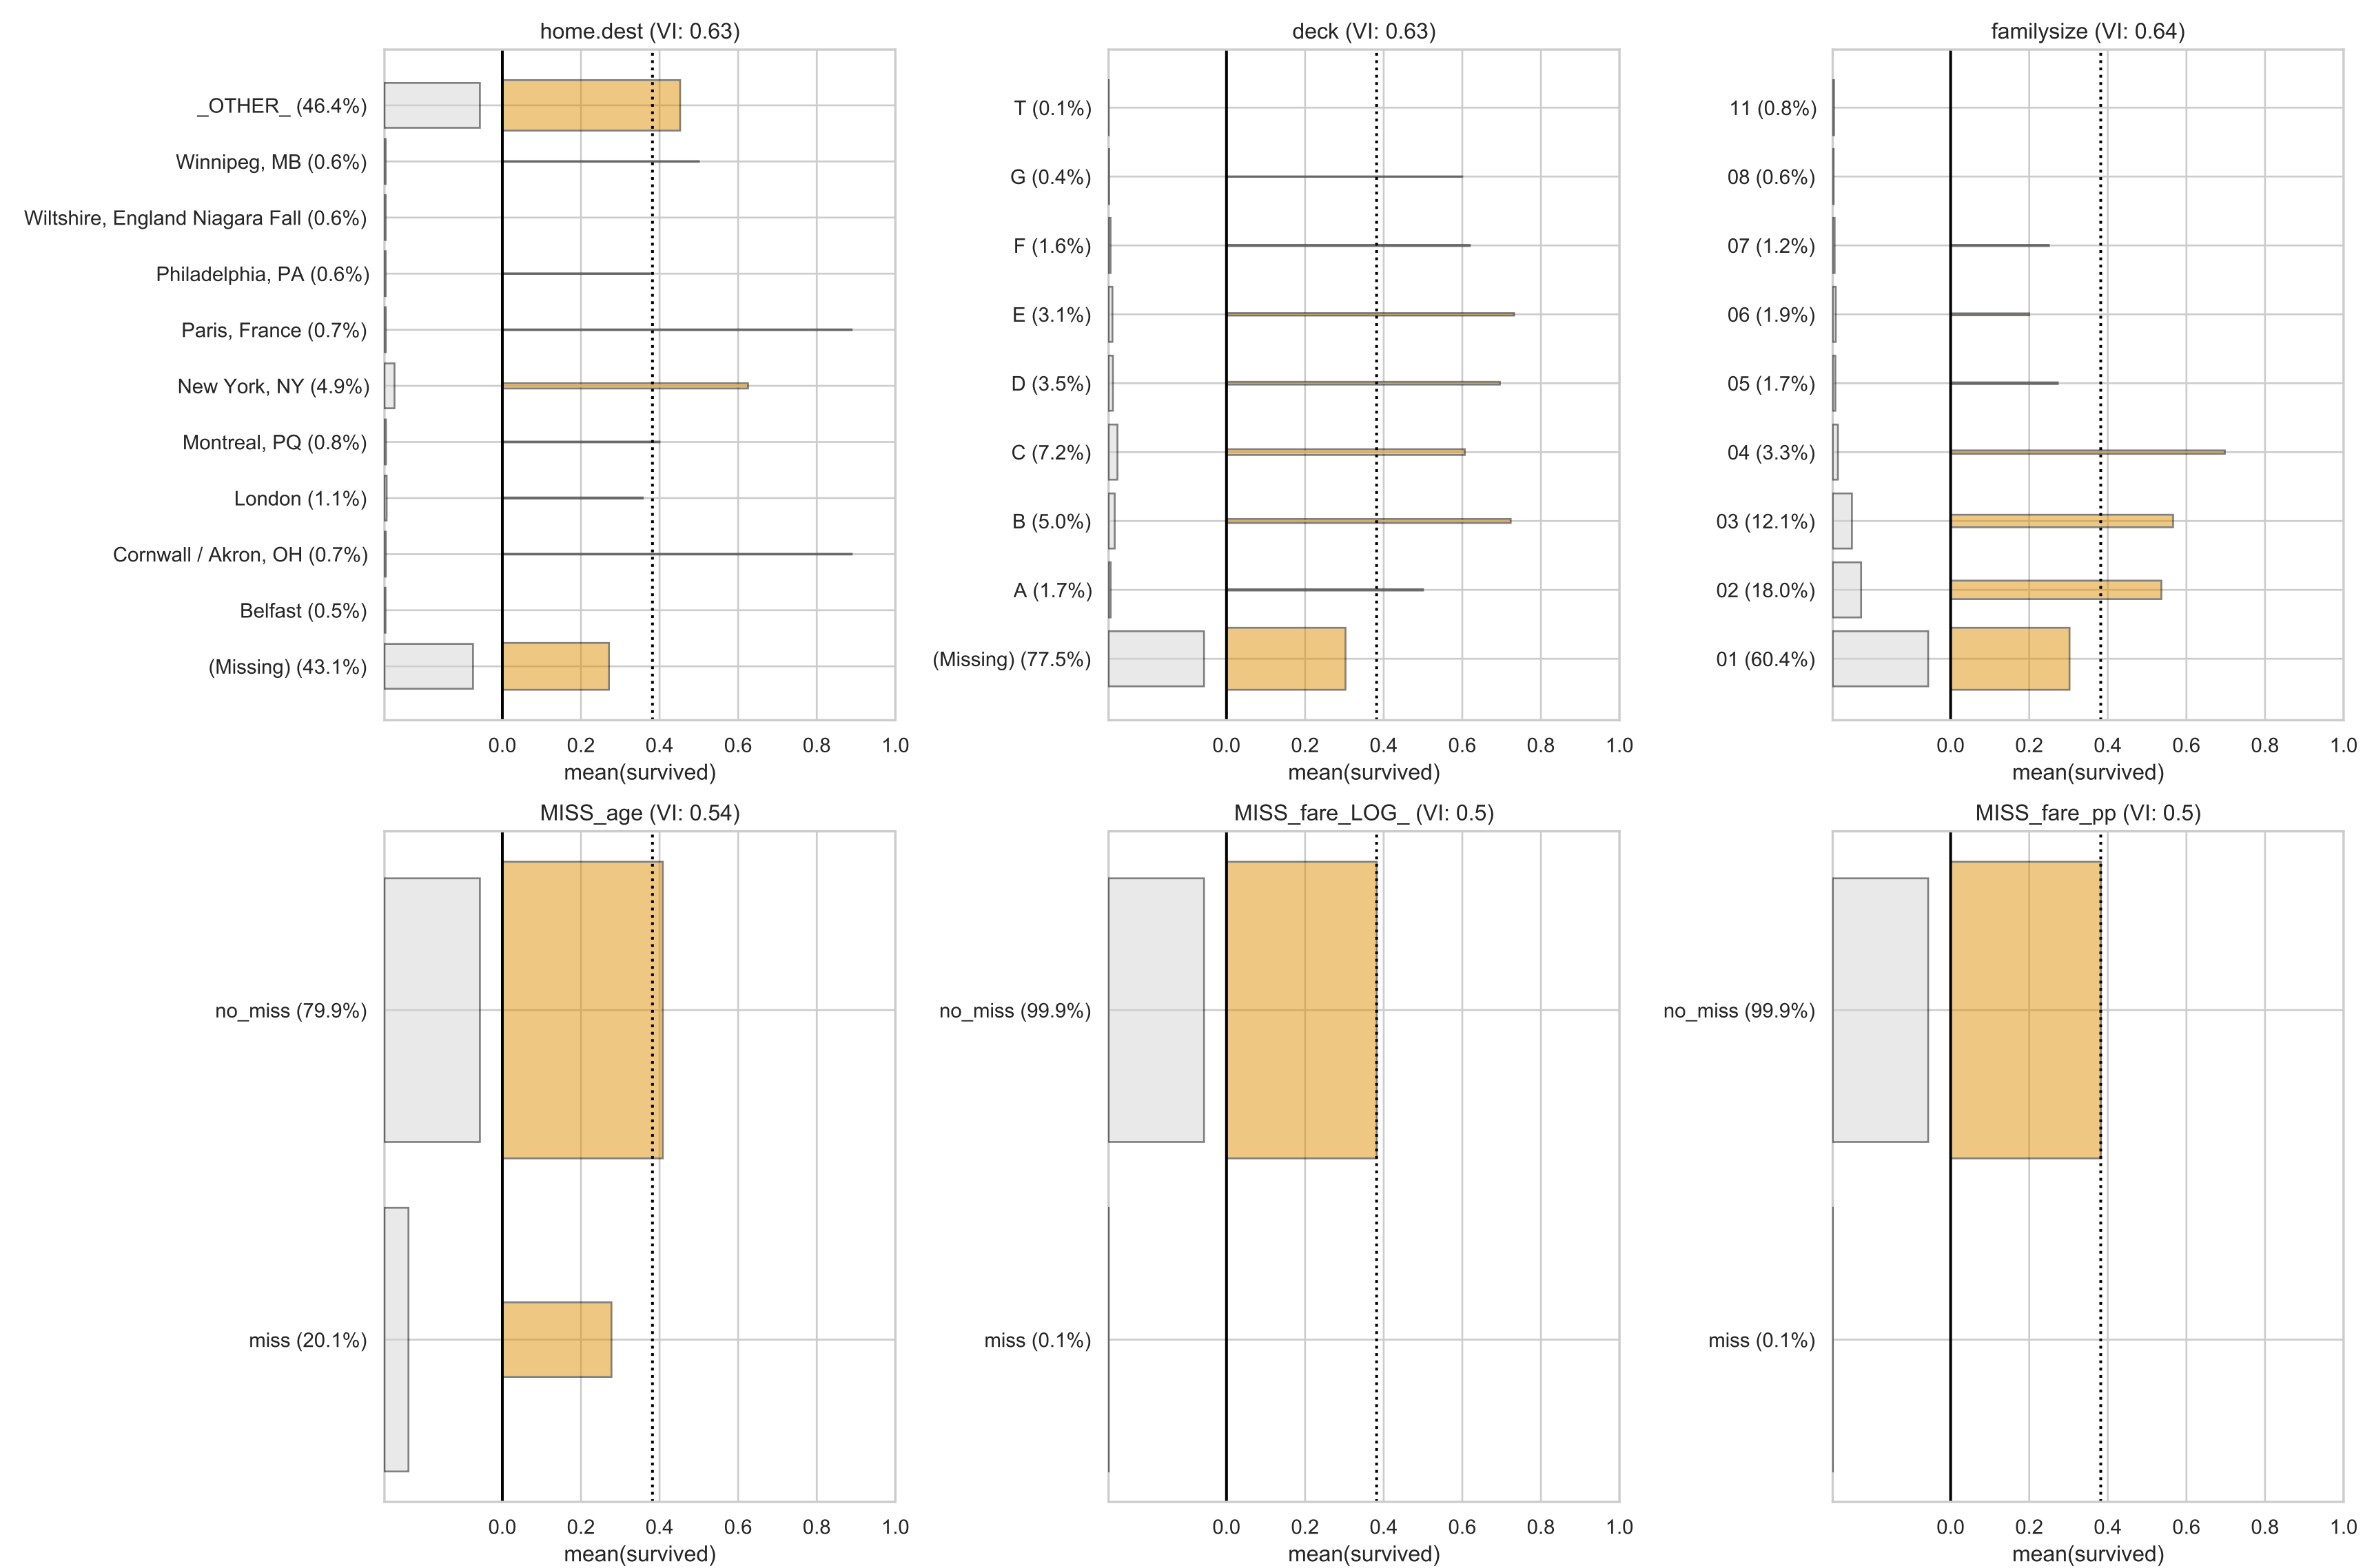 home.dest (VI: 0.63)
_OTHER_ (46.4%)
Winnipeg, MB (0.6%)
Wiltshire, England Niagara Fall (0.6%)
Philadelphia, PA (0.6%)
Paris, France (0.7%)
New York, NY (4.9%)
Montreal, PQ (0.8%)
London (1.1%)
Cornwall / Akron, OH (0.7%)
Belfast (0.5%)
(Missing) (43.1%)
0.0 0.2 0.4 0.6 0.8 1.0
mean(survived)
deck (VI: 0.63)
T (0.1%)
G (0.4%)
F (1.6%)
E (3.1%)
D (3.5%)
C (7.2%)
B (5.0%)
A (1.7%)
(Missing) (77.5%)
0.0 0.2 0.4 0.6 0.8 1.0
mean(survived)
familysize (VI: 0.64)
11 (0.8%)
08 (0.6%)
07 (1.2%)
06 (1.9%)
05 (1.7%)
04 (3.3%)
03 (12.1%)
02 (18.0%)
01 (60.4%)
0.0 0.2 0.4 0.6 0.8 1.0
mean(survived)
MISS_age (VI: 0.54)
no_miss (79.9%)
miss (20.1%)
0.0 0.2 0.4 0.6 0.8 1.0
mean(survived)
MISS_fare_LOG_ (VI: 0.5)
no_miss (99.9%)
miss (0.1%)
0.0 0.2 0.4 0.6 0.8 1.0
mean(survived)
MISS_fare_pp (VI: 0.5)
no_miss (99.9%)
miss (0.1%)
0.0 0.2 0.4 0.6 0.8 1.0
mean(survived)